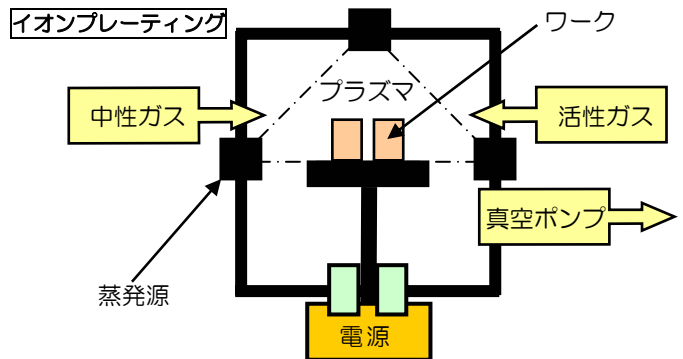 イオンプレーティング
ワーク
プラズマ
中性ガス
活性ガス
真空ポンプ
蒸発源
電源